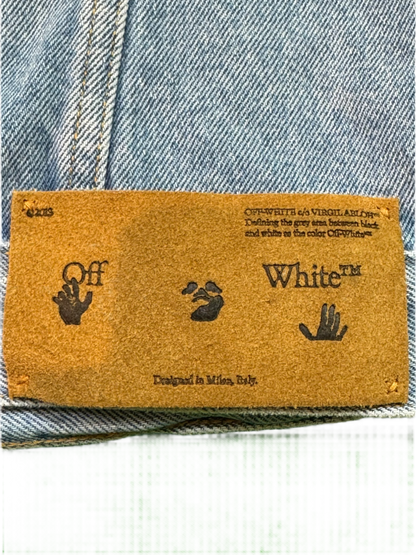 ©2013
OFF-WHITE c/o VIRGIL ABLOH™
Defining the grey area between black
and white as the color Off-White™
Off
White™
Designed in Milan, Italy.